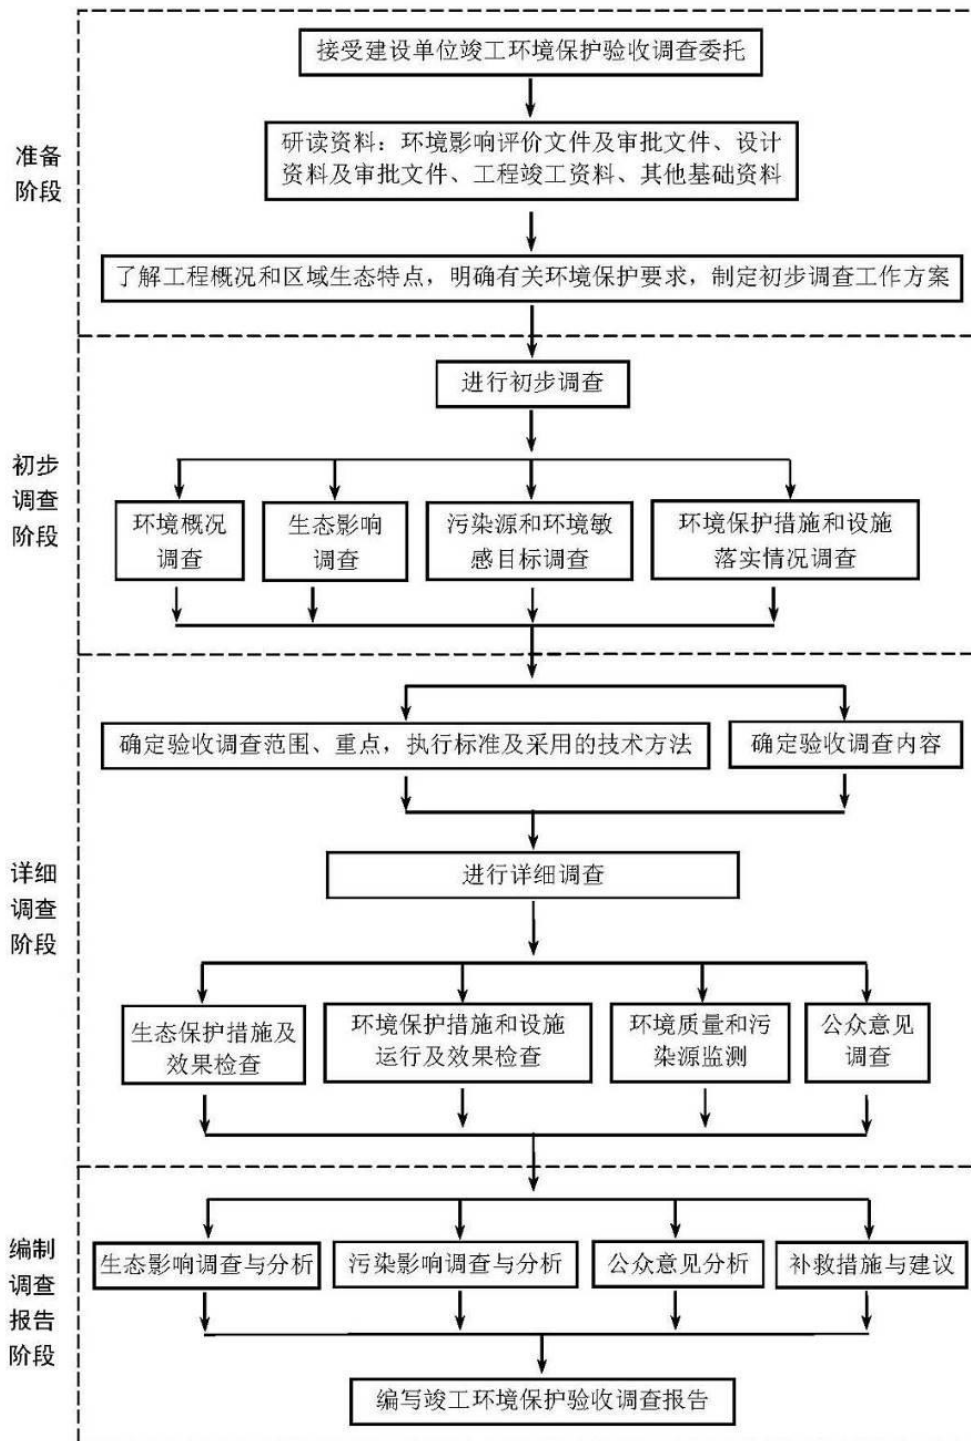 接受建设单位竣工环境保护验收调查委托
准备
阶段
研读资料：环境影响评价文件及审批文件、设计
资料及审批文件、工程竣工资料、其他基础资料
了解工程概况和区域生态特点，明确有关环境保护要求，制定初步调查工作方案
初步
调查
阶段
进行初步调查
环境概况
调查
生态影响
调查
污染源和环境敏
感目标调查
环境保护措施和设施
落实情况调查
详细
调查
阶段
确定验收调查范围、重点，执行标准及采用的技术方法
确定验收调查内容
进行详细调查
生态保护措施及
效果检查
环境保护措施和设施
运行及效果检查
环境质量和污
染源监测
公众意见
调查
编制
调查
报告
阶段
生态影响调查与分析
污染影响调查与分析
公众意见分析
补救措施与建议
编写竣工环境保护验收调查报告